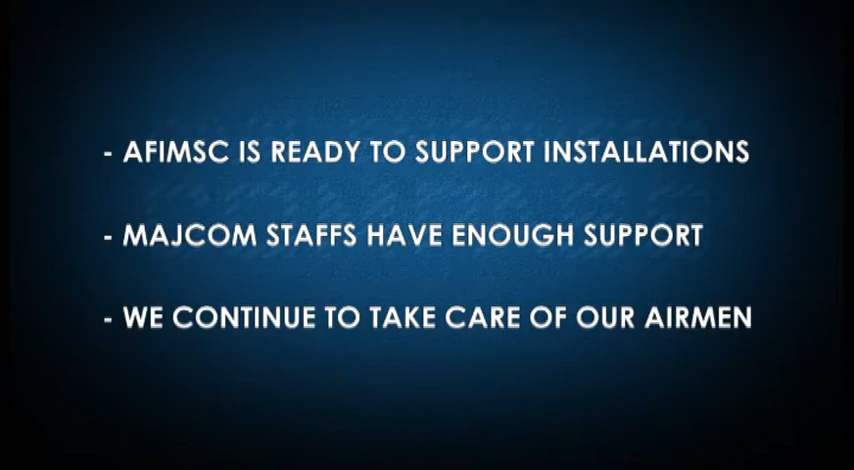 - AFIMSC IS READY TO SUPPORT INSTALLATIONS
- MAJCOM STAFFS HAVE ENOUGH SUPPORT
- WE CONTINUE TO TAKE CARE OF OUR AIRMEN